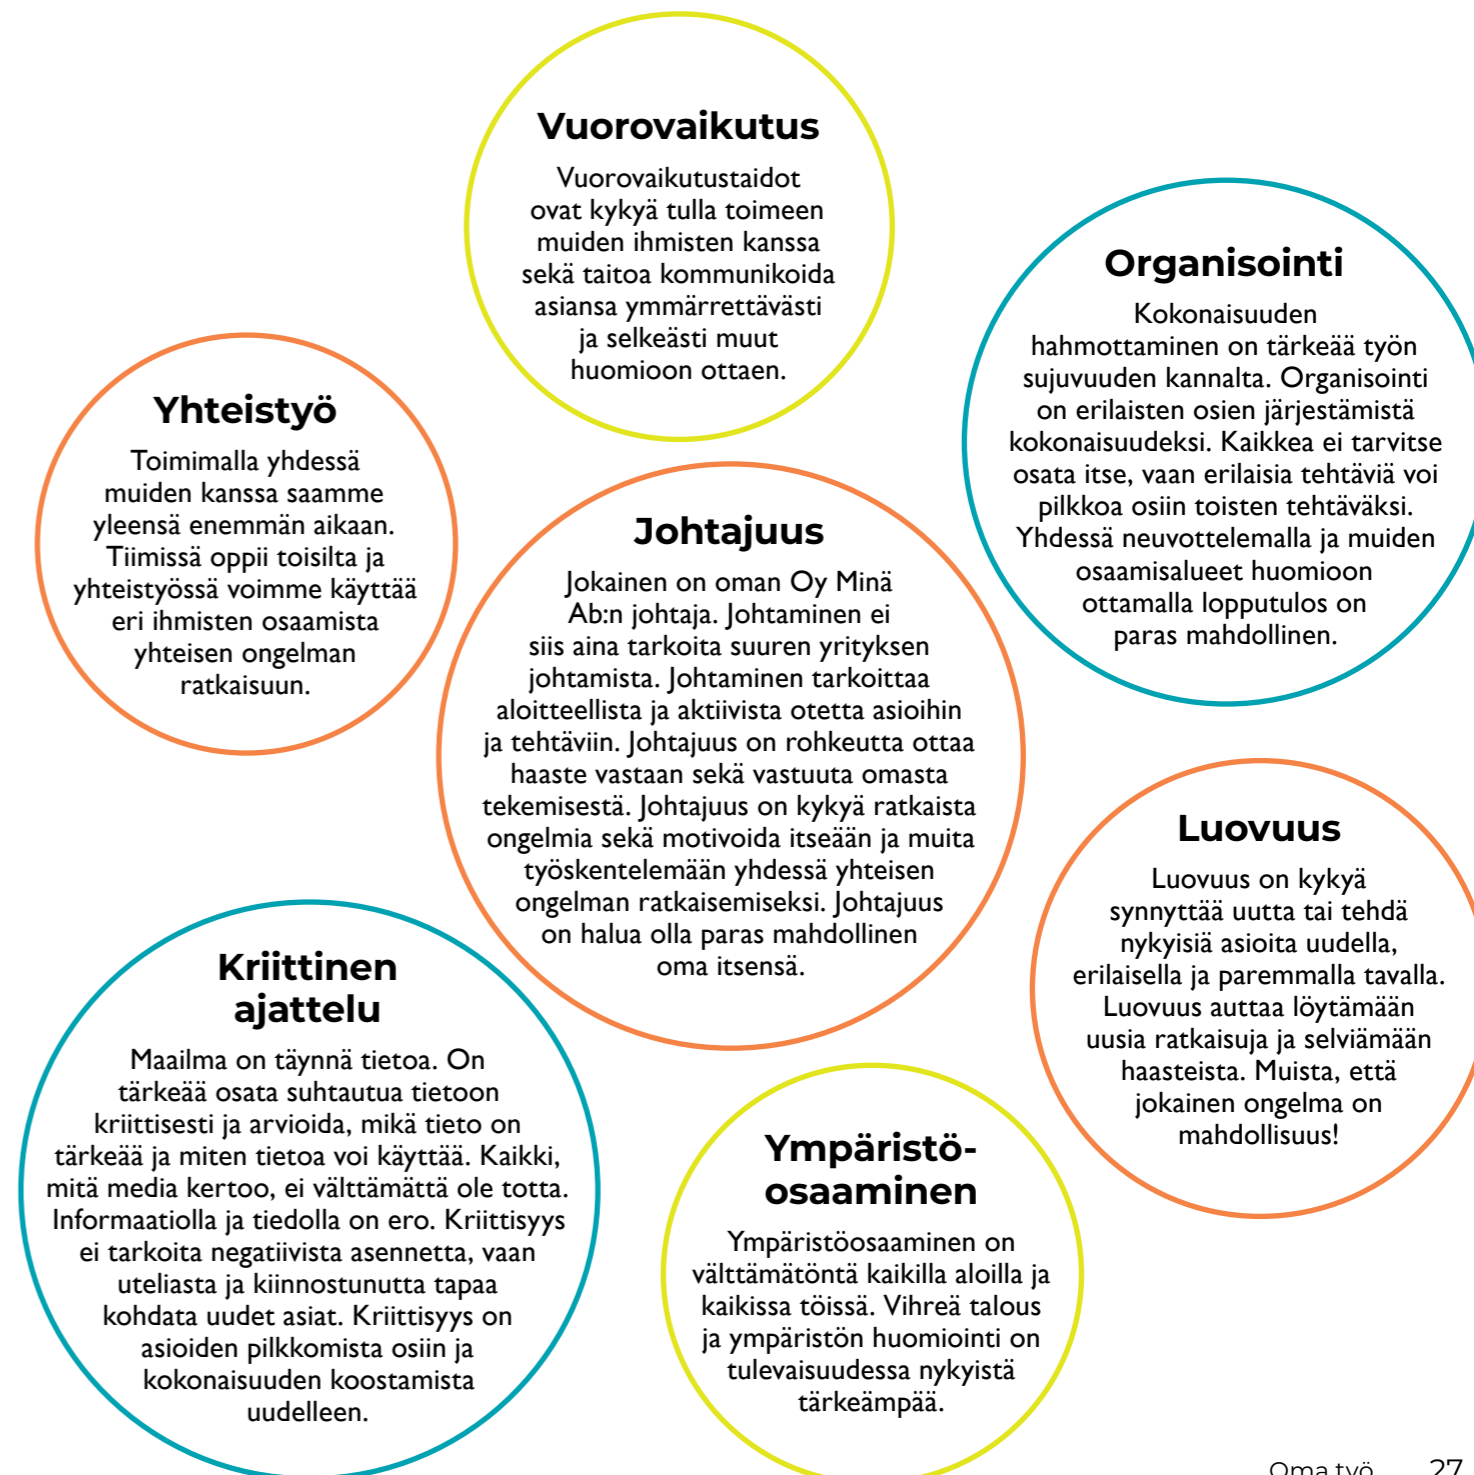 Vuorovaikutus
Vuorovaikutustaidot
ovat kykyä tulla toimeen
muiden ihmisten kanssa
sekä taitoa kommunikoida
asiansa ymmärrettävästi
ja selkeästi muut
huomioon ottaen.
Organisointi
Kokonaisuuden
hahmottaminen on tärkeää työn
sujuvuuden kannalta. Organisointi
on erilaisten osien järjestämistä
kokonaisuudeksi. Kaikkea ei tarvitse
osata itse, vaan erilaisia tehtäviä voi
pilkkoa osiin toisten tehtäväksi.
Yhdessä neuvottelemalla ja muiden
osaamisalueet huomioon
ottamalla lopputulos on
paras mahdollinen.
Yhteistyö
Toimimalla yhdessä
muiden kanssa saamme
yleensä enemmän aikaan.
Tiimissä oppii toisilta ja
yhteistyössä voimme käyttää
eri ihmisten osaamista
yhteisen ongelman
ratkaisuun.
Johtajuus
Jokainen on oman Oy Minä
Ab:n johtaja. Johtaminen ei
siis aina tarkoita suuren yrityksen
johtamista. Johtaminen tarkoittaa
aloitteellista ja aktiivista otetta asioihin
ja tehtäviin. Johtajuus on rohkeutta ottaa
haaste vastaan sekä vastuuta omasta
tekemisestä. Johtajuus on kykyä ratkaista
ongelmia sekä motivoida itseään ja muita
työskentelemään yhdessä yhteisen
ongelman ratkaisemiseksi. Johtajuus
on halua olla paras mahdollinen
oma itsensä.
Luovuus
Luovuus on kykyä
synnyttää uutta tai tehdä
nykyisiä asioita uudella,
erilaisella ja paremmalla tavalla.
Luovuus auttaa löytämään
uusia ratkaisuja ja selviämään
haasteista. Muista, että
jokainen ongelma on
mahdollisuus!
Kriittinen
ajattelu
Maailma on täynnä tietoa. On
tärkeää osata suhtautua tietoon
kriittisesti ja arvioida, mikä tieto on
tärkeää ja miten tietoa voi käyttää. Kaikki,
mitä media kertoo, ei välttämättä ole totta.
Informaatiolla ja tiedolla on ero. Kriittisyys
ei tarkoita negatiivista asennetta, vaan
uteliasta ja kiinnostunutta tapaa
kohdata uudet asiat. Kriittisyys on
asioiden pilkkomista osiin ja
kokonaisuuden koostamista
uudelleen.
Ympäristö-
osaaminen
Ympäristöosaaminen on
välttämätöntä kaikilla aloilla ja
kaikissa töissä. Vihreä talous
ja ympäristön huomiointi on
tulevaisuudessa nykyistä
tärkeämpää.
Oma työ 27